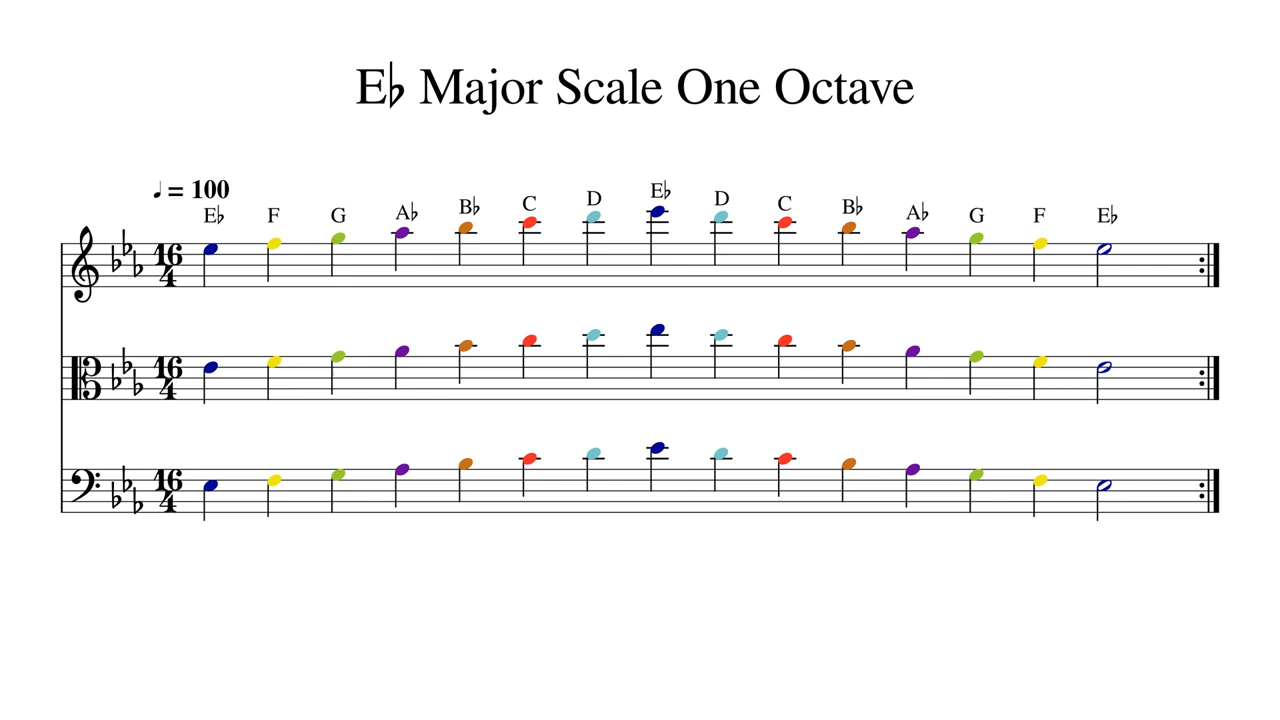 E♭ Major Scale One Octave
♩ = 100
E♭ F G A♭ B♭ C D E♭ D C B♭ A♭ G F E♭
16
4
16
4
16
4